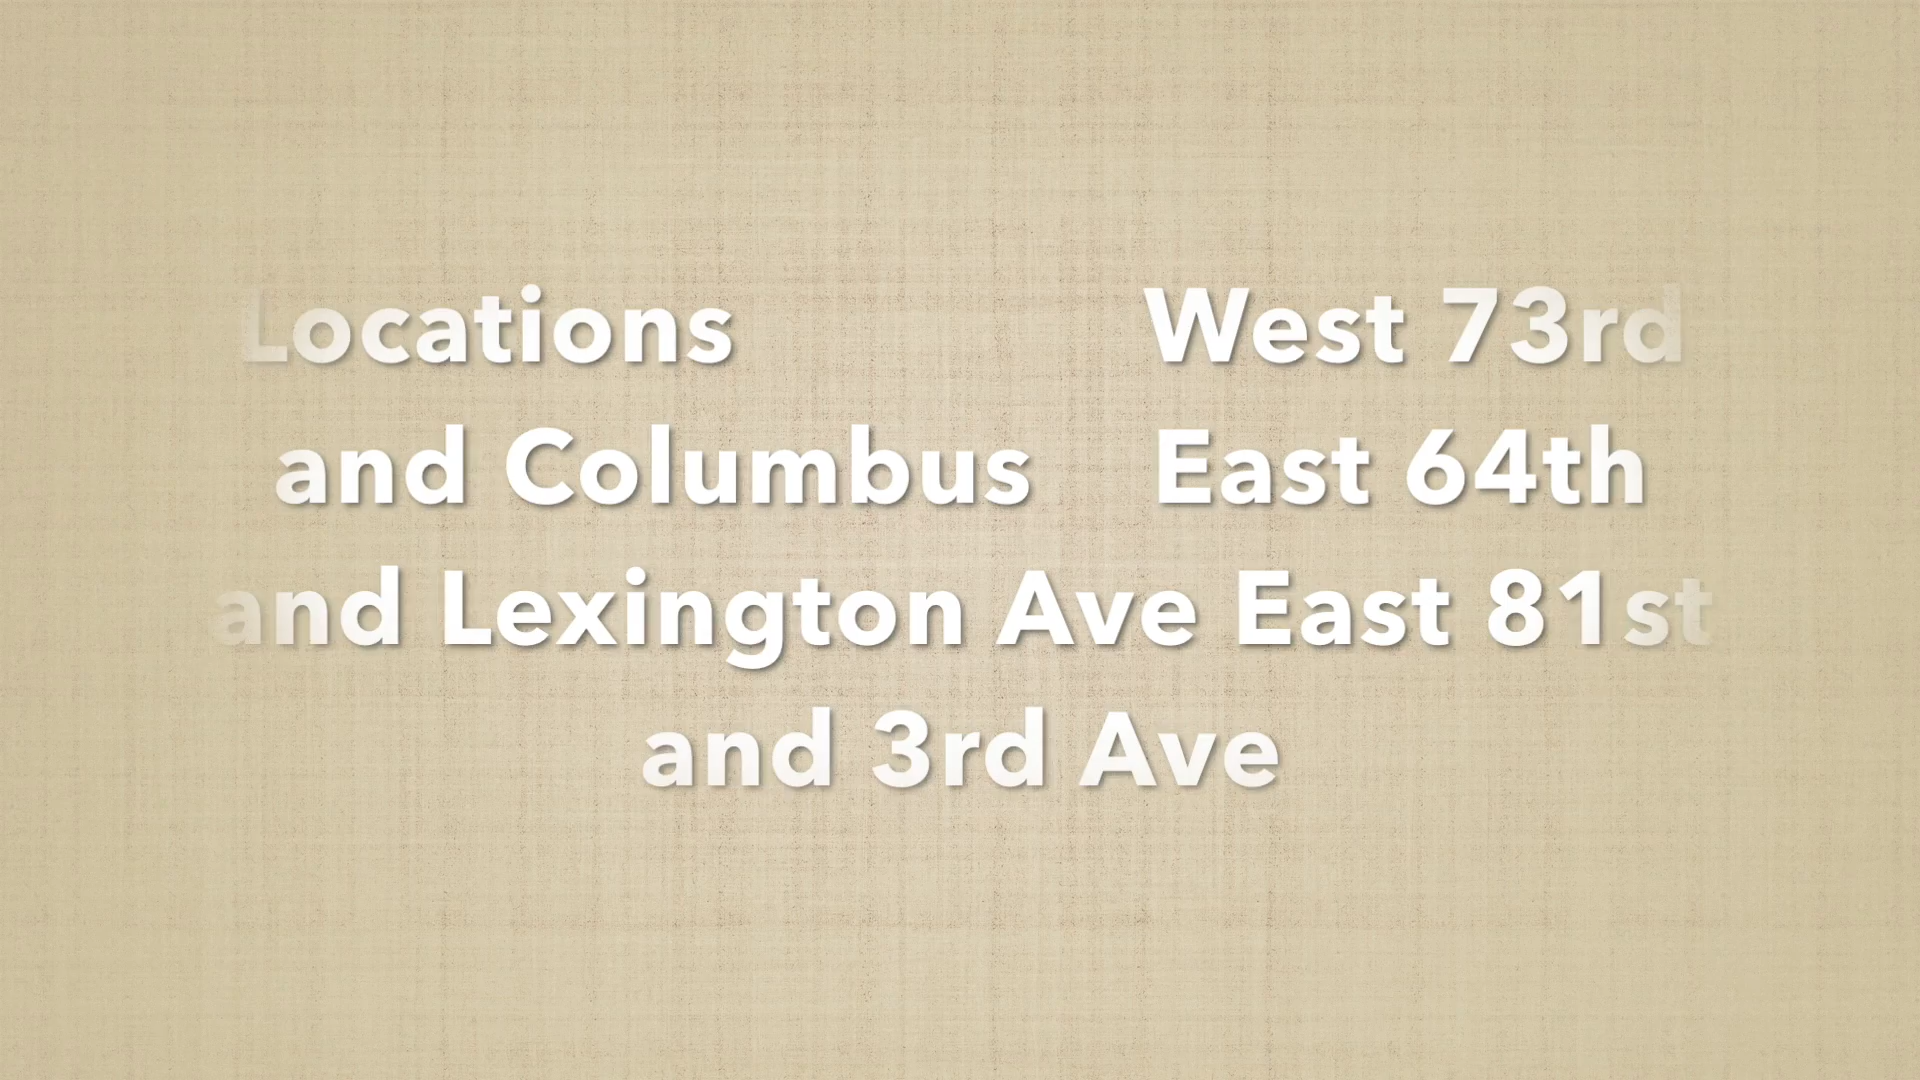 Locations West 73rd
and Columbus East 64th
and Lexington Ave East 81st
and 3rd Ave